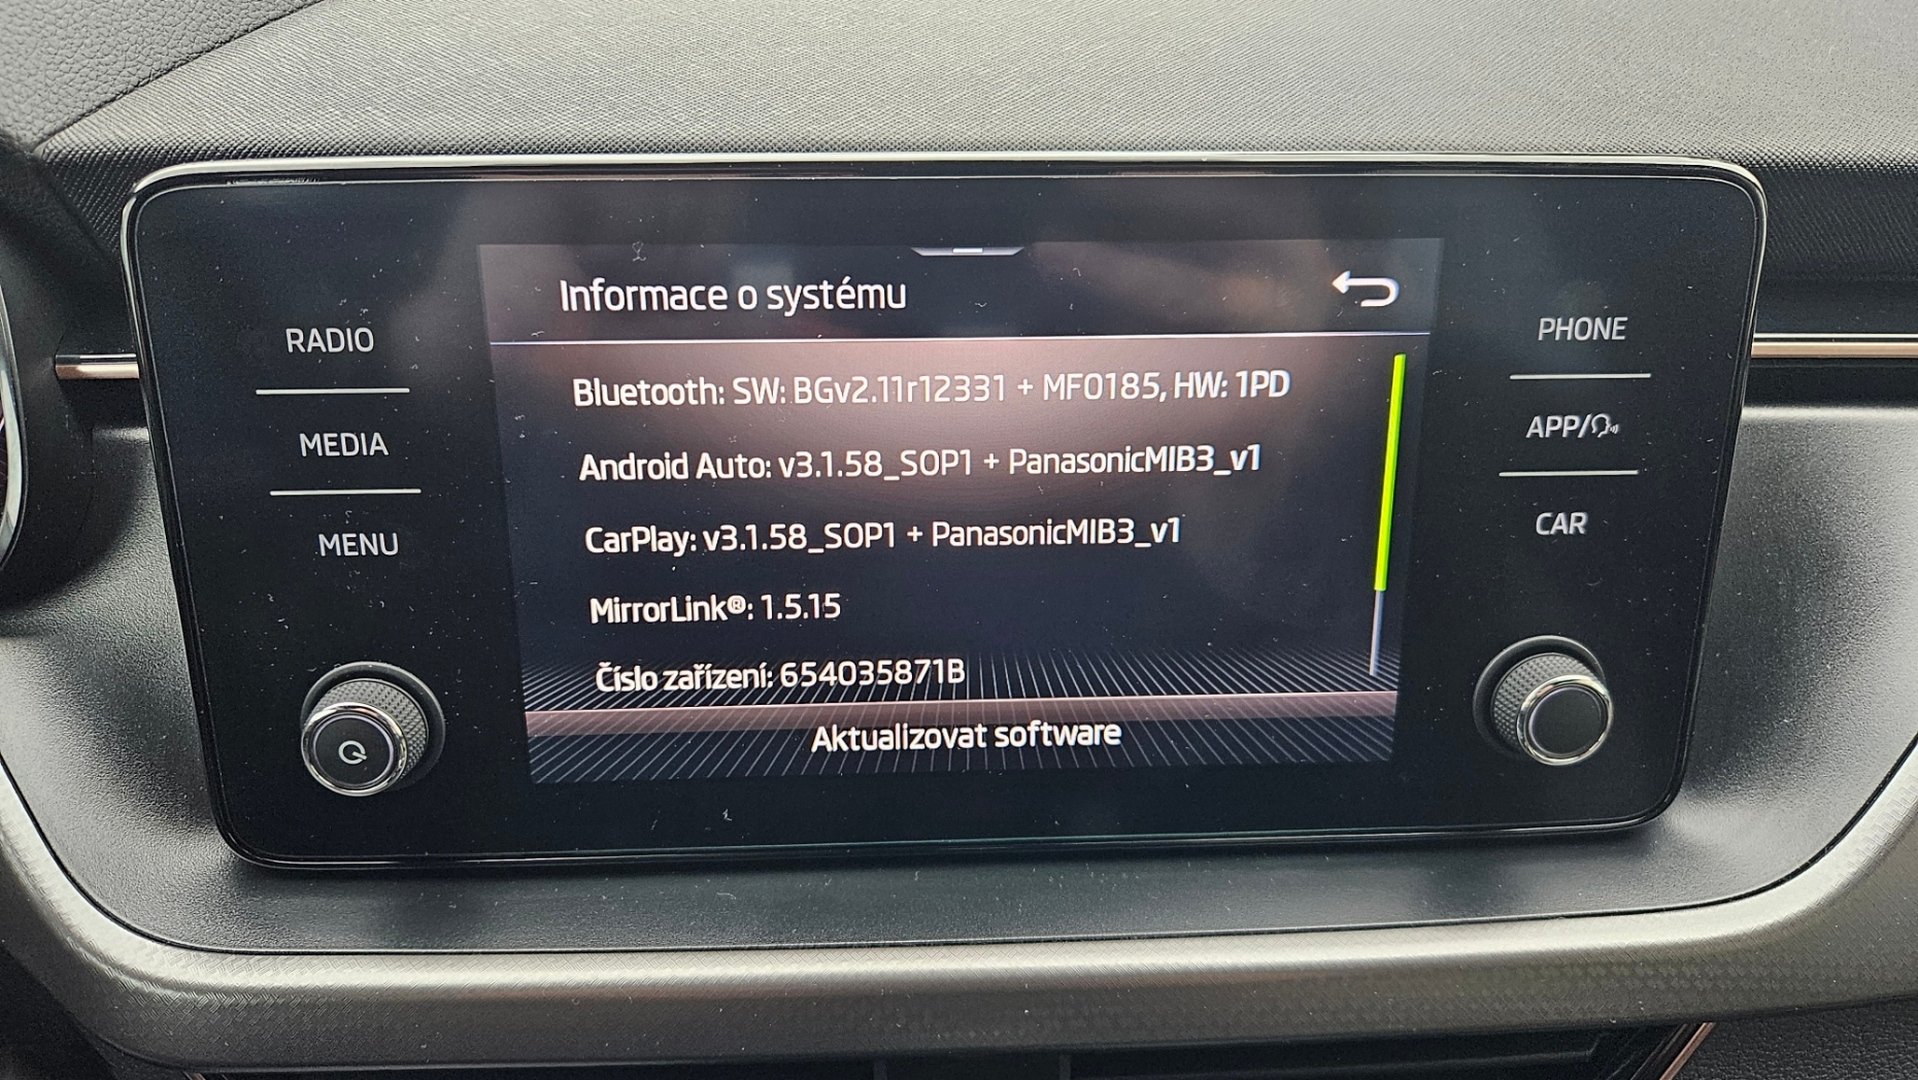 Informace o systému
RADIO
MEDIA
MENU
Bluetooth: SW: BGv2.11r12331 + MF0185, HW: 1PD
Android Auto: v3.1.58_SOP1 + PanasonicMIB3_v1
CarPlay: v3.1.58_SOP1 + PanasonicMIB3_v1
MirrorLink®: 1.5.15
Číslo zařízení: 654035871B
Aktualizovat software
PHONE
APP/
CAR